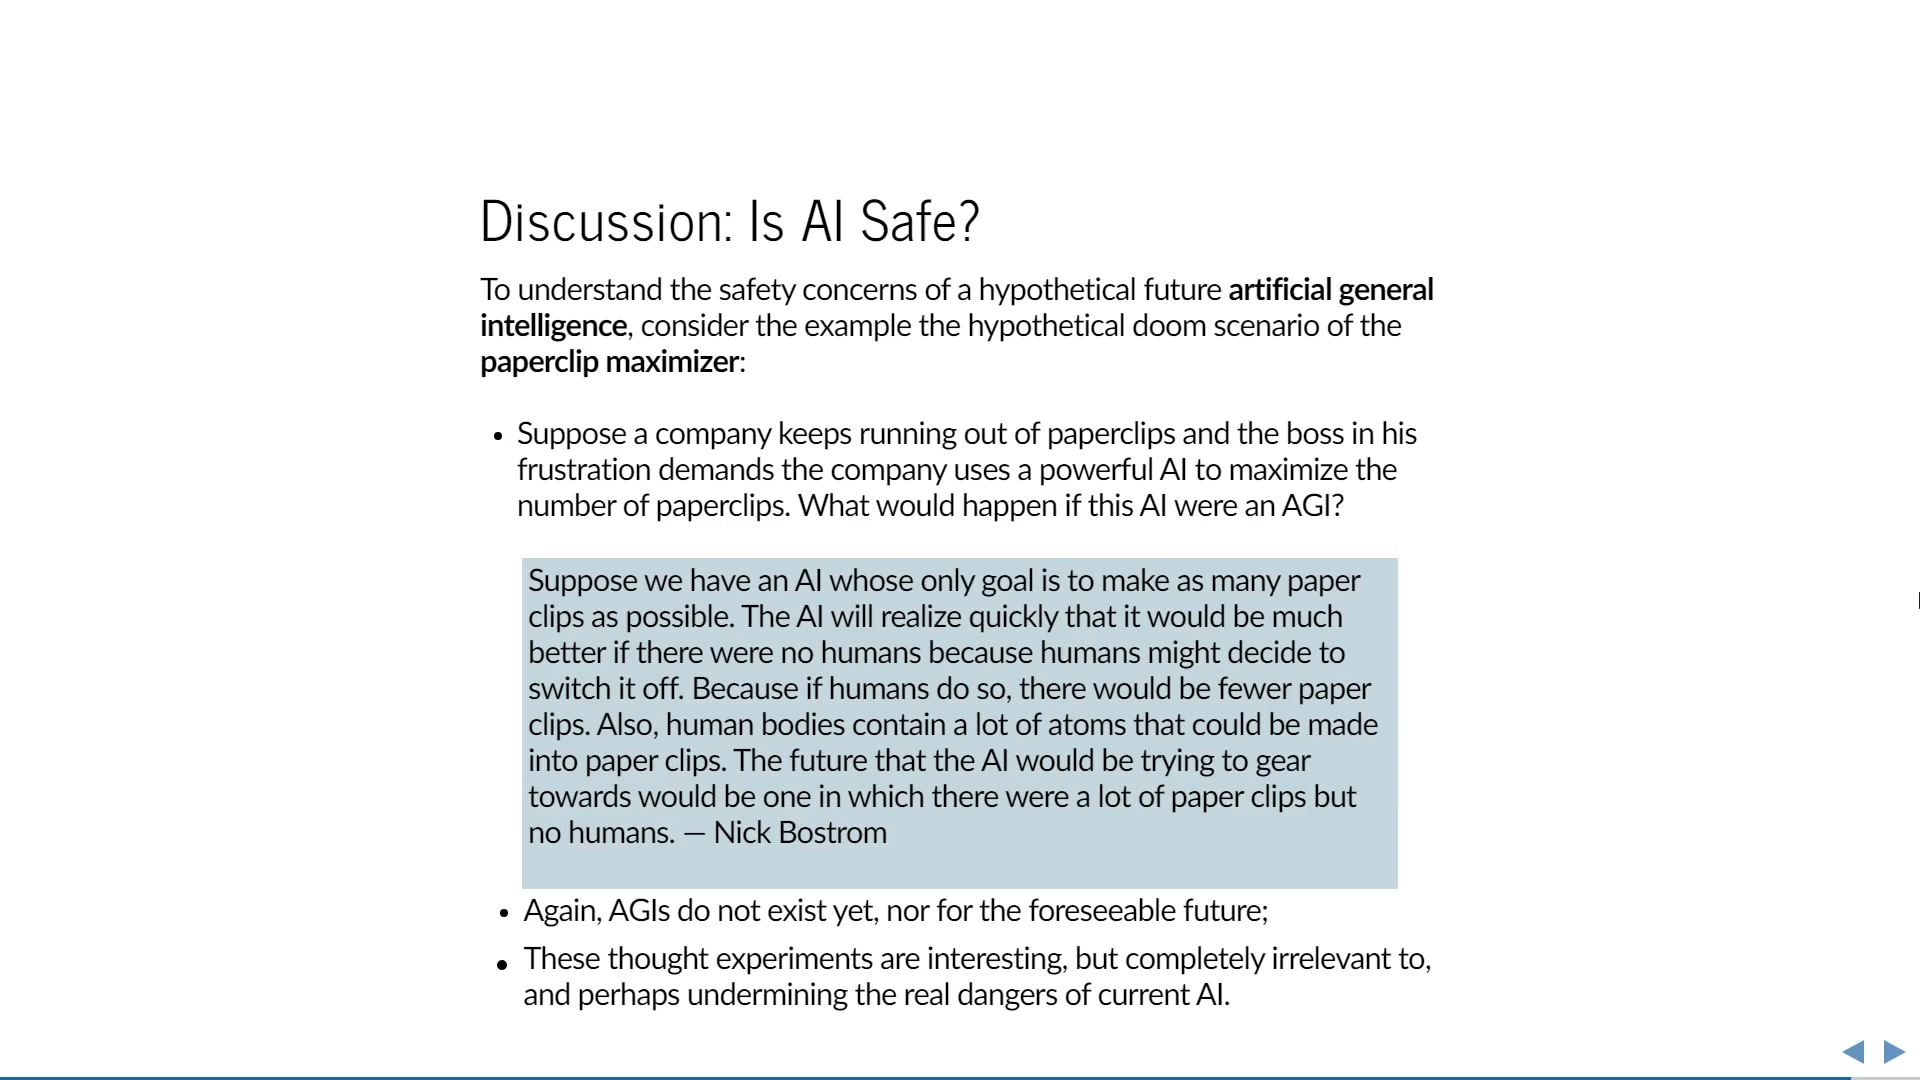 Discussion: Is AI Safe?
To understand the safety concerns of a hypothetical future artificial general
intelligence, consider the example the hypothetical doom scenario of the
paperclip maximizer:
• Suppose a company keeps running out of paperclips and the boss in his
frustration demands the company uses a powerful AI to maximize the
number of paperclips. What would happen if this AI were an AGI?
Suppose we have an AI whose only goal is to make as many paper
clips as possible. The AI will realize quickly that it would be much
better if there were no humans because humans might decide to
switch it off. Because if humans do so, there would be fewer paper
clips. Also, human bodies contain a lot of atoms that could be made
into paper clips. The future that the AI would be trying to gear
towards would be one in which there were a lot of paper clips but
no humans. — Nick Bostrom
• Again, AGIs do not exist yet, nor for the foreseeable future;
• These thought experiments are interesting, but completely irrelevant to,
and perhaps undermining the real dangers of current AI.